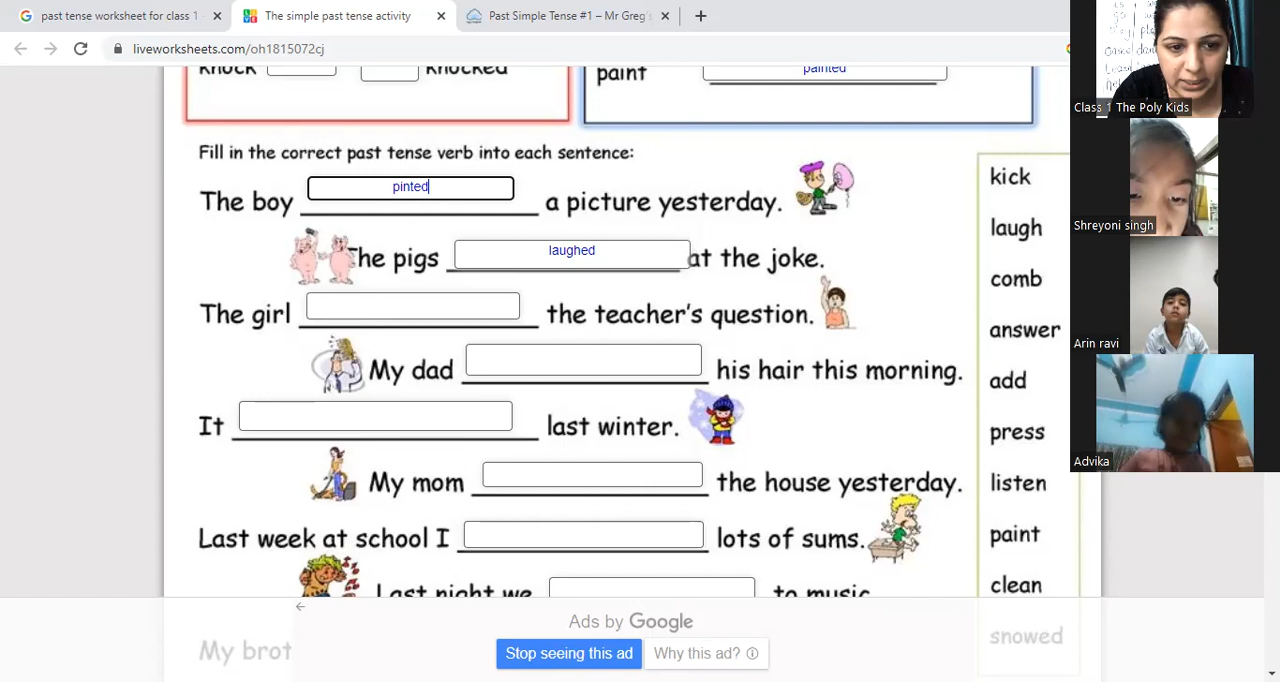 past tense worksheet for class 1
The simple past tense activity
Past Simple Tense #1 – Mr Greg's
liveworksheets.com/oh1815072cj
knock
knocked
paint
painted
Fill in the correct past tense verb into each sentence:
The boy pinted a picture yesterday.
The pigs laughed at the joke.
The girl the teacher's question.
My dad his hair this morning.
It last winter.
My mom the house yesterday.
Last week at school I lots of sums.
Last night we to music
My brot
kick
laugh
comb
answer
add
press
listen
paint
clean
snowed
Ads by Google
Stop seeing this ad
Why this ad?
Class 1 The Poly Kids
Shreyoni singh
Arin ravi
Advika